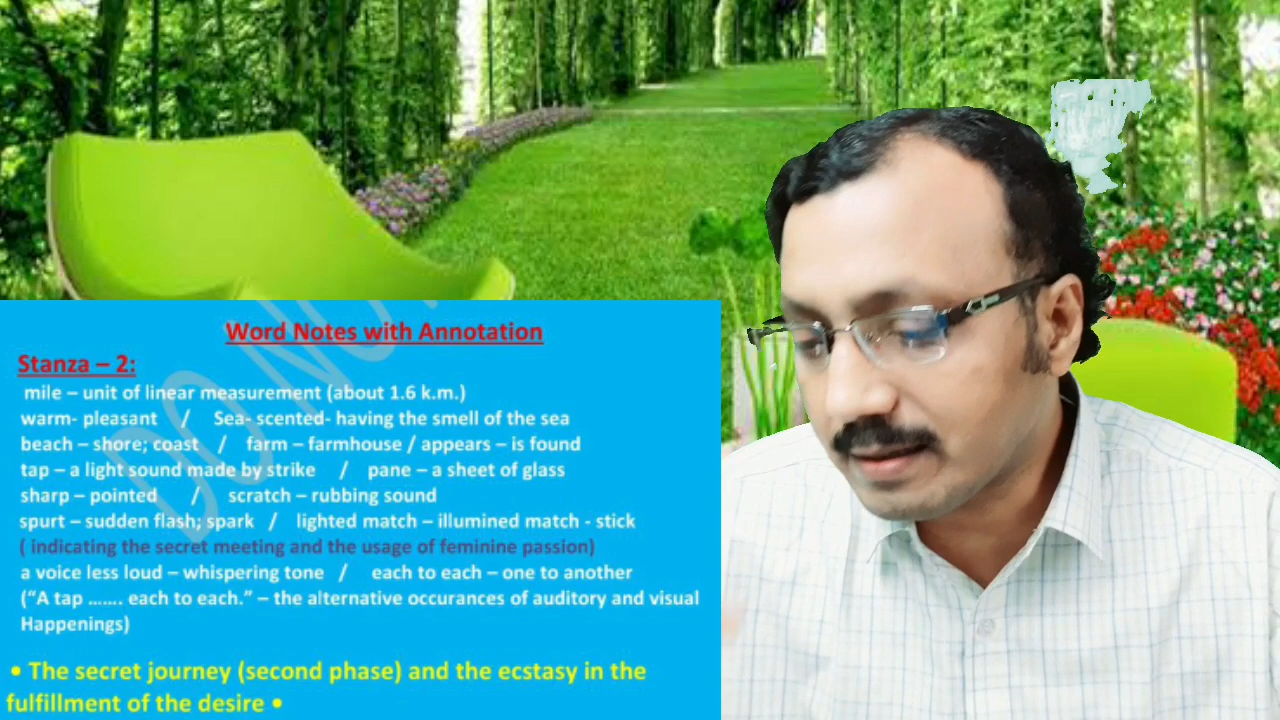 Word Notes with Annotation
Stanza – 2:
mile – unit of linear measurement (about 1.6 k.m.)
warm- pleasant / Sea- scented- having the smell of the sea
beach – shore; coast / farm – farmhouse / appears – is found
tap – a light sound made by strike / pane – a sheet of glass
sharp – pointed / scratch – rubbing sound
spurt – sudden flash; spark / lighted match – illumined match - stick
( indicating the secret meeting and the usage of feminine passion)
a voice less loud – whispering tone / each to each – one to another
(“A tap ……. each to each.” – the alternative occurances of auditory and visual
Happenings)
• The secret journey (second phase) and the ecstasy in the
fulfillment of the desire •
DO NO